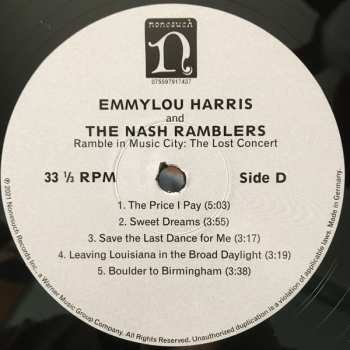 nonesuch
N
075597917437
EMMYLOU HARRIS
and
THE NASH RAMBLERS
Ramble in Music City: The Lost Concert
33 ⅓ RPM
Side D
1. The Price I Pay (5:03)
2. Sweet Dreams (3:55)
3. Save the Last Dance for Me (3:17)
4. Leaving Louisiana in the Broad Daylight (3:19)
5. Boulder to Birmingham (3:38)
℗ 2021 Nonesuch Records Inc., a Warner Music Group Company. All Rights Reserved. Unauthorized duplication is a violation of applicable laws. Made in Germany.